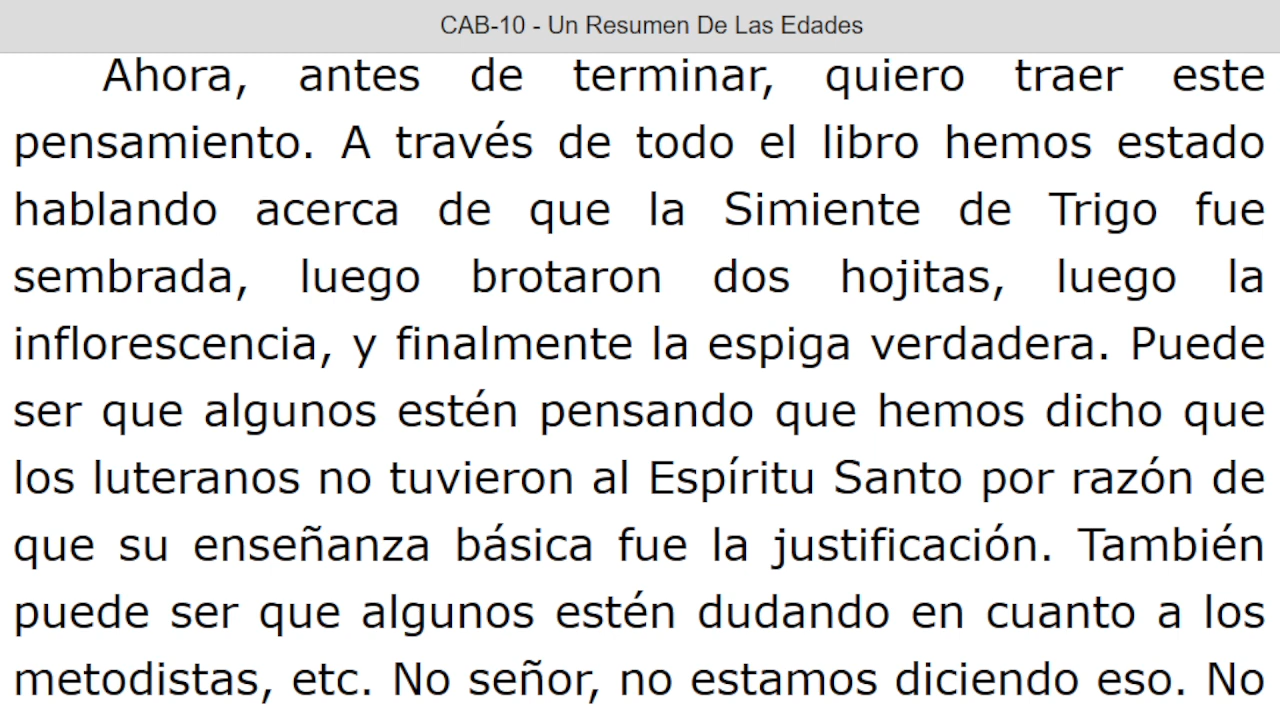 CAB-10 - Un Resumen De Las Edades
Ahora, antes de terminar, quiero traer este
pensamiento. A través de todo el libro hemos estado
hablando acerca de que la Simiente de Trigo fue
sembrada, luego brotaron dos hojitas, luego la
inflorescencia, y finalmente la espiga verdadera. Puede
ser que algunos estén pensando que hemos dicho que
los luteranos no tuvieron al Espíritu Santo por razón de
que su enseñanza básica fue la justificación. También
puede ser que algunos estén dudando en cuanto a los
metodistas, etc. No señor, no estamos diciendo eso. No